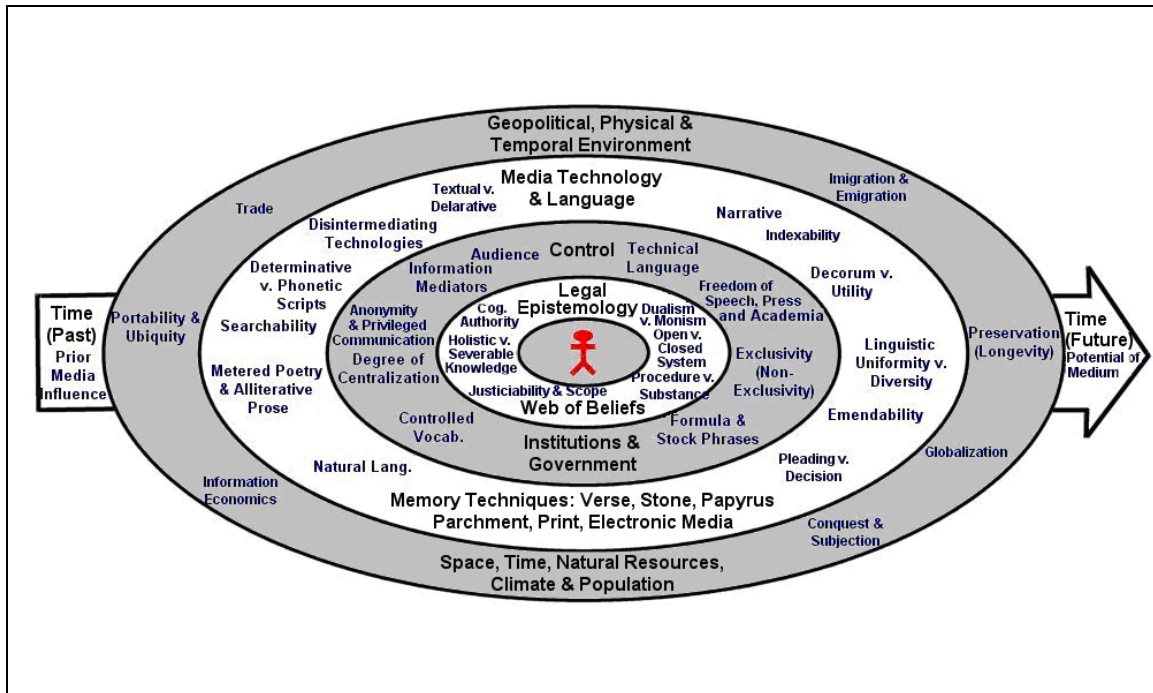 Geopolitical, Physical &
Temporal Environment
Imigration &
Emigration
Trade
Media Technology
& Language
Textual v.
Delarative
Narrative
Disintermediating
Technologies
Indexability
Control
Audience
Technical
Language
Information
Mediators
Determinative
v. Phonetic
Scripts
Decorum v.
Utility
Legal
Epistemology
Freedom of
Speech, Press
and Academia
Cog.
Authority
Dualism
v. Monism
Open v.
Closed
System
Procedure v.
Substance
Anonymity
& Privileged
Communication
Holistic v.
Severable
Knowledge
Time
(Past)
Prior
Media
Influence
Portability &
Ubiquity
Searchability
Degree of
Centralization
Exclusivity
(Non-
Exclusivity)
Linguistic
Uniformity v.
Diversity
Preservation
(Longevity)
Time
(Future)
Potential of
Medium
Metered Poetry
& Alliterative
Prose
Justiciability & Scope
Web of Beliefs
Controlled
Vocab.
Formula &
Stock Phrases
Emendability
Institutions &
Government
Natural Lang.
Pleading v.
Decision
Globalization
Information
Economics
Memory Techniques: Verse, Stone, Papyrus
Parchment, Print, Electronic Media
Conquest &
Subjection
Space, Time, Natural Resources,
Climate & Population